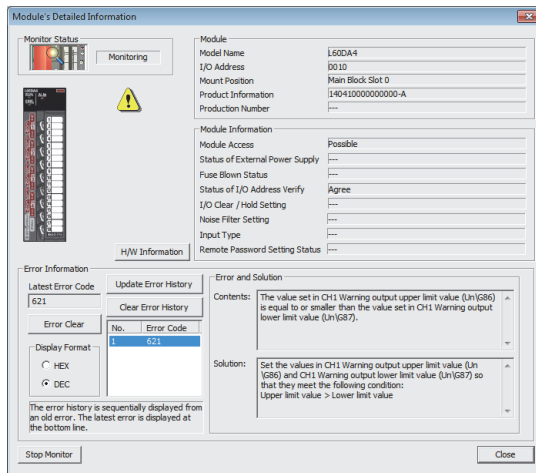 Module's Detailed Information
Monitor Status
Monitoring
Module
Model Name L60DA4
I/O Address 0010
Mount Position Main Block Slot 0
Product Information 140410000000000-A
Production Number ---
Module Information
Module Access Possible
Status of External Power Supply ---
Fuse Blown Status ---
Status of I/O Address Verify Agree
I/O Clear / Hold Setting ---
Noise Filter Setting ---
Input Type ---
Remote Password Setting Status ---
H/W Information
Error Information
Latest Error Code
621
Error Clear
Display Format
HEX
DEC
Update Error History
Clear Error History
No. Error Code
1 621
The error history is sequentially displayed from
an old error. The latest error is displayed at
the bottom line.
Error and Solution
Contents:
The value set in CH1 Warning output upper limit value (Un\G86)
is equal to or smaller than the value set in CH1 Warning output
lower limit value (Un\G87).
Solution:
Set the values in CH1 Warning output upper limit value (Un
\G86) and CH1 Warning output lower limit value (Un\G87) so
that they meet the following condition:
Upper limit value > Lower limit value
Stop Monitor
Close